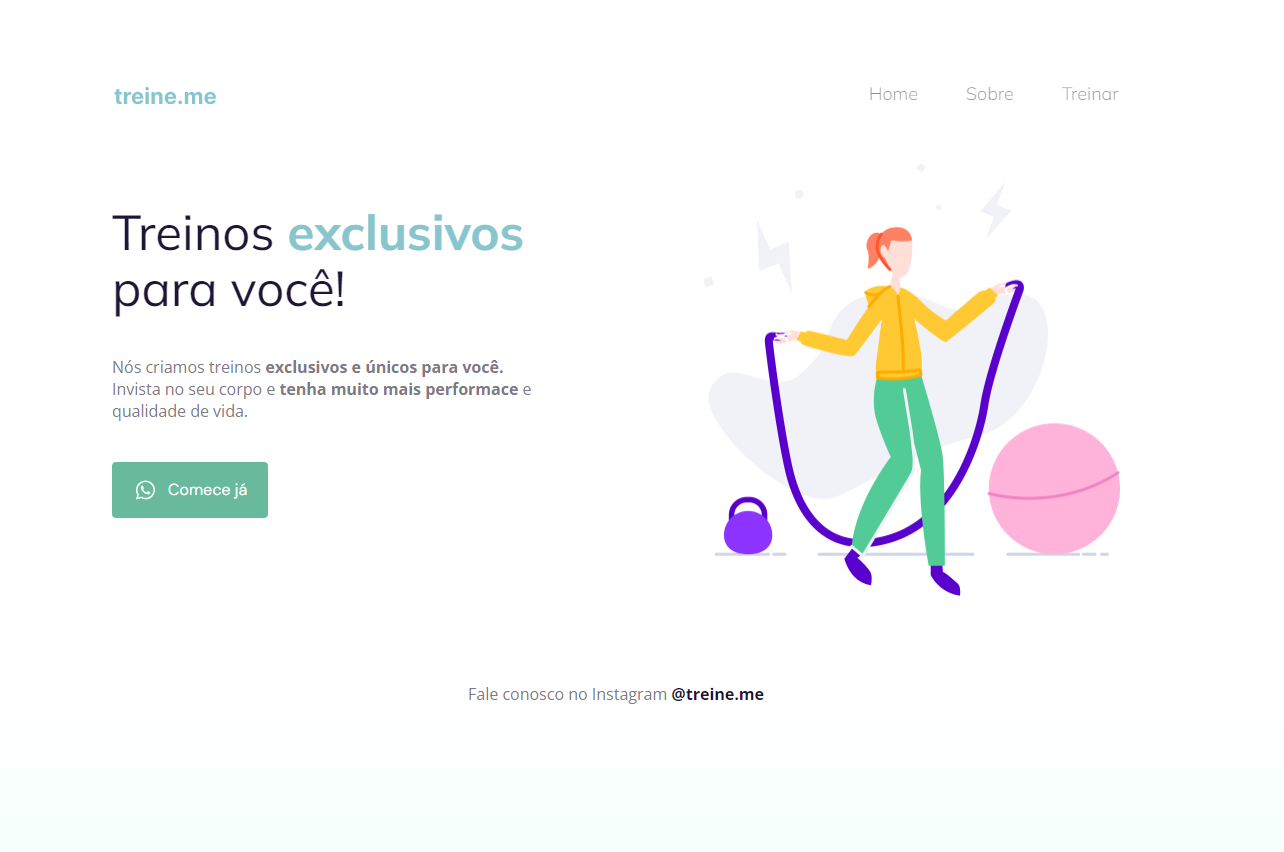 treine.me
Home Sobre Treinar
Treinos exclusivos
para você!
Nós criamos treinos exclusivos e únicos para você.
Invista no seu corpo e tenha muito mais performace e
qualidade de vida.
Comece já
Fale conosco no Instagram @treine.me